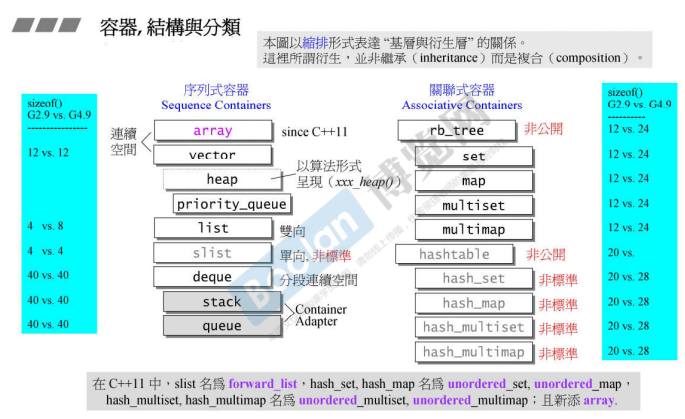 容器, 結構與分類
本圖以縮排形式表達 “基層與衍生層” 的關係。
這裡所謂衍生，並非繼承（inheritance）而是複合（composition）。
sizeof()
G2.9 vs. G4.9
----------------
12 vs. 12
4 vs. 8
4 vs. 4
40 vs. 40
40 vs. 40
40 vs. 40
序列式容器
Sequence Containers
連續
空間
array
since C++11
vector
heap
以算法形式
呈現（xxx_heap()）
priority_queue
list
雙向
slist
單向, 非標準
deque
分段連續空間
stack
queue
Container
Adapter
關聯式容器
Associative Containers
rb_tree
非公開
set
map
multiset
multimap
hashtable
非公開
hash_set
非標準
hash_map
非標準
hash_multiset
非標準
hash_multimap
非標準
sizeof()
G2.9 vs. G4.9
----------
12 vs. 24
12 vs. 24
12 vs. 24
12 vs. 24
12 vs. 24
20 vs.
20 vs. 28
20 vs. 28
20 vs. 28
20 vs. 28
Boolan 博览网
在 C++11 中，slist 名爲 forward_list，hash_set, hash_map 名爲 unordered_set, unordered_map，
hash_multiset, hash_multimap 名爲 unordered_multiset, unordered_multimap；且新添 array.